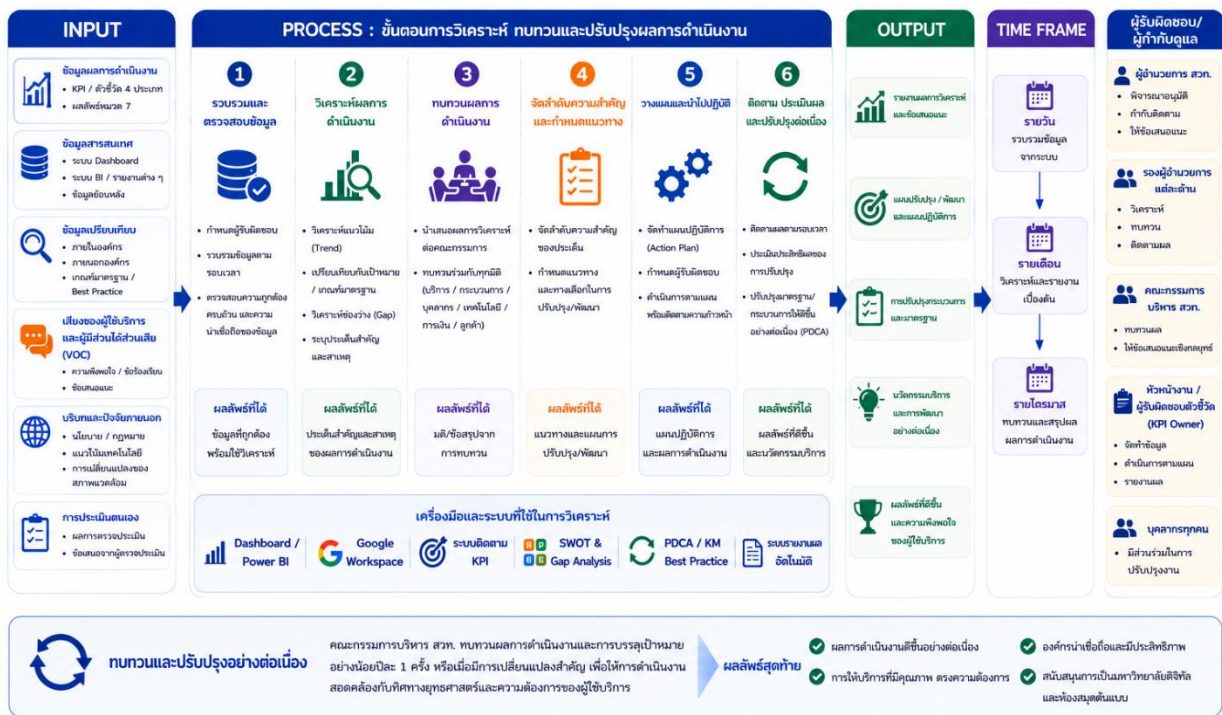 INPUT
ข้อมูลผลการดำเนินงาน
• KPI / ตัวชี้วัด 4 ประเภท
• ผลลัพธ์หมวด 7
ข้อมูลสารสนเทศ
• ระบบ Dashboard
• ระบบ BI / รายงานต่าง ๆ
• ข้อมูลย้อนหลัง
ข้อมูลเปรียบเทียบ
• ภายในองค์กร
• ภายนอกองค์กร
• เกณฑ์มาตรฐาน /
Best Practice
เสียงของผู้ใช้บริการ
และผู้มีส่วนได้ส่วนเสีย
(VOC)
• ความพึงพอใจ / ข้อร้องเรียน
• ข้อเสนอแนะ
บริบทและปัจจัยภายนอก
• นโยบาย / กฎหมาย
• แนวโน้มเทคโนโลยี
• การเปลี่ยนแปลงของ
สภาพแวดล้อม
การประเมินตนเอง
• ผลการตรวจประเมิน
• ข้อเสนอจากผู้ตรวจประเมิน
PROCESS : ขั้นตอนการวิเคราะห์ ทบทวนและปรับปรุงผลการดำเนินงาน
1
รวบรวมและ
ตรวจสอบข้อมูล
• กำหนดผู้รับผิดชอบ
• รวบรวมข้อมูลตาม
รอบเวลา
• ตรวจสอบความถูกต้อง
ครบถ้วน และความ
น่าเชื่อถือของข้อมูล
ผลลัพธ์ที่ได้
ข้อมูลที่ถูกต้อง
พร้อมใช้วิเคราะห์
2
วิเคราะห์ผลการ
ดำเนินงาน
• วิเคราะห์แนวโน้ม
(Trend)
• เปรียบเทียบกับเป้าหมาย
/ เกณฑ์มาตรฐาน
• วิเคราะห์ช่องว่าง (Gap)
• ระบุประเด็นสำคัญ
และสาเหตุ
ผลลัพธ์ที่ได้
ประเด็นสำคัญและสาเหตุ
ของผลการดำเนินงาน
3
ทบทวนผลการ
ดำเนินงาน
• นำเสนอผลการวิเคราะห์
ต่อคณะกรรมการ
• ทบทวนร่วมกับทุกมิติ
(บริการ / กระบวนการ /
บุคลากร / เทคโนโลยี /
การเงิน / ลูกค้า)
ผลลัพธ์ที่ได้
มติ/ข้อสรุปจาก
การทบทวน
4
จัดลำดับความสำคัญ
และกำหนดแนวทาง
• จัดลำดับความสำคัญ
ของประเด็น
• กำหนดแนวทาง
และทางเลือกในการ
ปรับปรุง/พัฒนา
ผลลัพธ์ที่ได้
แนวทางและแผนการ
ปรับปรุง/พัฒนา
5
วางแผนและนำไปปฏิบัติ
• จัดทำแผนปฏิบัติการ
(Action Plan)
• กำหนดผู้รับผิดชอบ
• ดำเนินการตามแผน
พร้อมติดตามความก้าวหน้า
ผลลัพธ์ที่ได้
แผนปฏิบัติการ
และผลการดำเนินงาน
6
ติดตาม ประเมินผล
และปรับปรุงต่อเนื่อง
• ติดตามผลตามรอบเวลา
• ประเมินประสิทธิผลของ
การปรับปรุง
• ปรับปรุงมาตรฐาน/
กระบวนการให้ดีขึ้น
อย่างต่อเนื่อง (PDCA)
ผลลัพธ์ที่ได้
ผลลัพธ์ที่ดีขึ้น
และนวัตกรรมบริการ
เครื่องมือและระบบที่ใช้ในการวิเคราะห์
Dashboard /
Power BI
Google
Workspace
ระบบติดตาม
KPI
SWOT &
Gap Analysis
PDCA / KM
Best Practice
ระบบรายงานผล
อัตโนมัติ
OUTPUT
รายงานผลการวิเคราะห์
และข้อเสนอแนะ
แผนปรับปรุง / พัฒนา
และแผนปฏิบัติการ
การปรับปรุงกระบวนการ
และมาตรฐาน
นวัตกรรมบริการ
และการพัฒนา
อย่างต่อเนื่อง
ผลลัพธ์ที่ดีขึ้น
และความพึงพอใจ
ของผู้ใช้บริการ
TIME FRAME
รายวัน
รวบรวมข้อมูล
จากระบบ
รายเดือน
วิเคราะห์และรายงาน
เบื้องต้น
รายไตรมาส
ทบทวนและสรุปผล
ผลการดำเนินงาน
ผู้รับผิดชอบ/
ผู้กำกับดูแล
ผู้อำนวยการ สวท.
• พิจารณาอนุมัติ
• กำกับติดตาม
• ให้ข้อเสนอแนะ
รองผู้อำนวยการ
แต่ละด้าน
• วิเคราะห์
• ทบทวน
• ติดตามผล
คณะกรรมการ
บริหาร สวท.
• ทบทวนผล
• ให้ข้อเสนอแนะเชิงกลยุทธ์
หัวหน้างาน /
ผู้รับผิดชอบตัวชี้วัด
(KPI Owner)
• จัดทำข้อมูล
• ดำเนินการตามแผน
• รายงานผล
บุคลากรทุกคน
• มีส่วนร่วมในการ
ปรับปรุงงาน
ทบทวนและปรับปรุงอย่างต่อเนื่อง
คณะกรรมการบริหาร สวท. ทบทวนผลการดำเนินงานและการบรรลุเป้าหมาย
อย่างน้อยปีละ 1 ครั้ง หรือเมื่อมีการเปลี่ยนแปลงสำคัญ เพื่อให้การดำเนินงาน
สอดคล้องกับทิศทางยุทธศาสตร์และความต้องการของผู้ใช้บริการ
ผลลัพธ์สุดท้าย
ผลการดำเนินงานดีขึ้นอย่างต่อเนื่อง
การให้บริการที่มีคุณภาพ ตรงความต้องการ
องค์กรน่าเชื่อถือและมีประสิทธิภาพ
สนับสนุนการเป็นมหาวิทยาลัยดิจิทัล
และห้องสมุดต้นแบบ